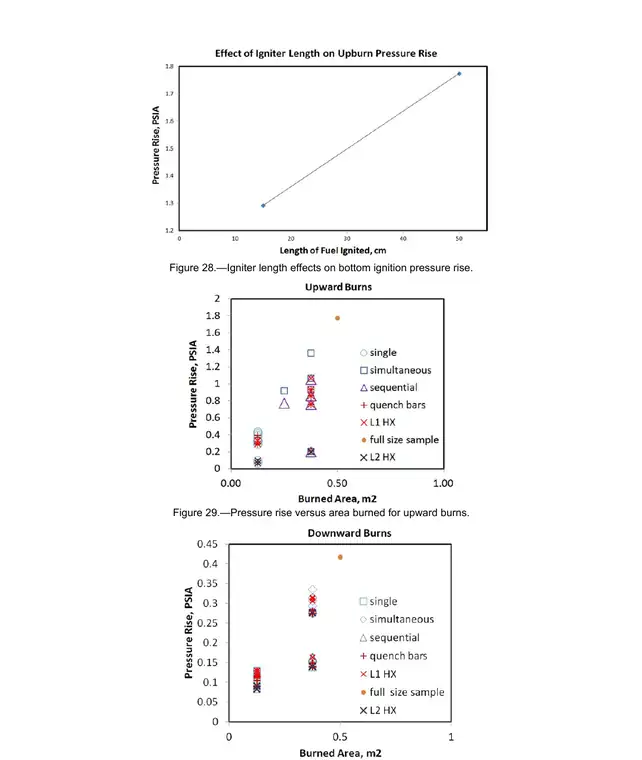 Effect of Igniter Length on Upburn Pressure Rise
1.8
1.7
1.6
1.5
1.4
1.3
1.2
Pressure Rise, PSIA
0 10 20 30 40 50
Length of Fuel Ignited, cm
Figure 28.—Igniter length effects on bottom ignition pressure rise.
Upward Burns
2
1.8
1.6
1.4
1.2
1
0.8
0.6
0.4
0.2
0
Pressure Rise, PSIA
single
simultaneous
sequential
quench bars
L1 HX
full size sample
L2 HX
0.00 0.50 1.00
Burned Area, m2
Figure 29.—Pressure rise versus area burned for upward burns.
Downward Burns
0.45
0.4
0.35
0.3
0.25
0.2
0.15
0.1
0.05
0
Pressure Rise, PSIA
single
simultaneous
sequential
quench bars
L1 HX
full size sample
L2 HX
0 0.5 1
Burned Area, m2